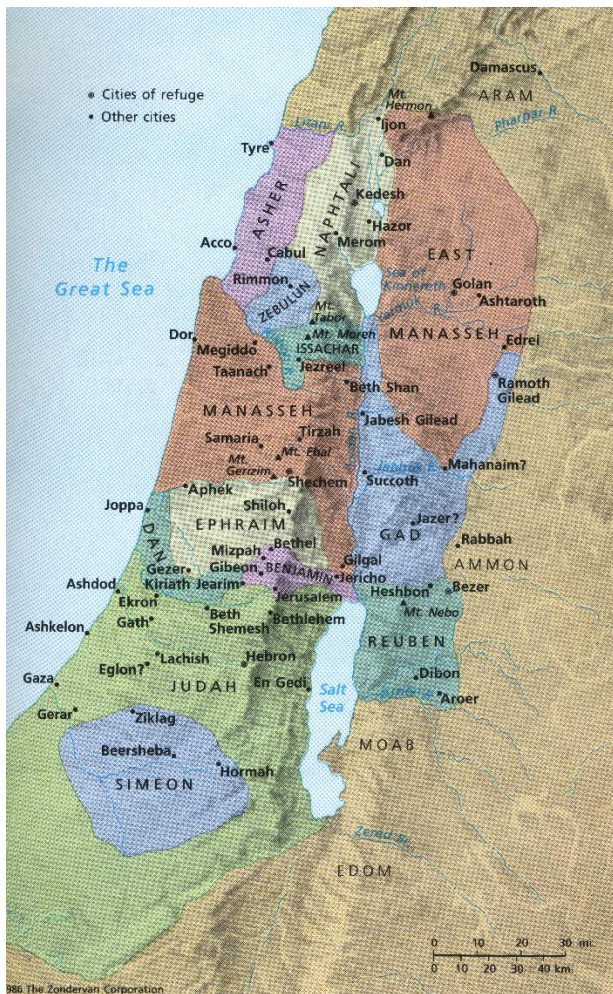 Damascus
Cities of refuge
Mt.
Hermon
ARAM
Other cities
Ijon
Litani R.
Pharpar R.
Tyre
Dan
ASHER
NAPHTALI
Kedesh
Hazor
Acco
Merom
EAST
Cabul
The
Great Sea
Sea of
Kinnereth
Rimmon
Golan
ZEBULUN
Ashtaroth
Mt.
Tabor
Yarmuk R.
Dor
Mt. Moreh
MANASSEH
Edrei
Megiddo
ISSACHAR
Taanach
Jezreel
Ramoth
Gilead
Beth Shan
MANASSEH
Jabesh Gilead
Tirzah
Samaria
Mt. Ebal
Mt.
Gerizim
Jabbok R.
Mahanaim?
Shechem
Succoth
Aphek
Joppa
Shiloh
EPHRAIM
GAD
Jazer?
DAN
Bethel
Mizpah
Rabbah
Gezer
Gibeon
BENJAMIN
Gilgal
AMMON
Kiriath Jearim
Jericho
Ashdod
Heshbon
Bezer
Ekron
Jerusalem
Mt. Nebo
Gath
Beth
Shemesh
Bethlehem
Ashkelon
REUBEN
Lachish
Hebron
Eglon?
Dibon
Gaza
JUDAH
En Gedi
Salt
Sea
Aroer
Gerar
Ziklag
MOAB
Beersheba
Hormah
SIMEON
Zered Br.
EDOM
0 10 20 30 mi.
0 10 20 30 40 km.
986 The Zondervan Corporation